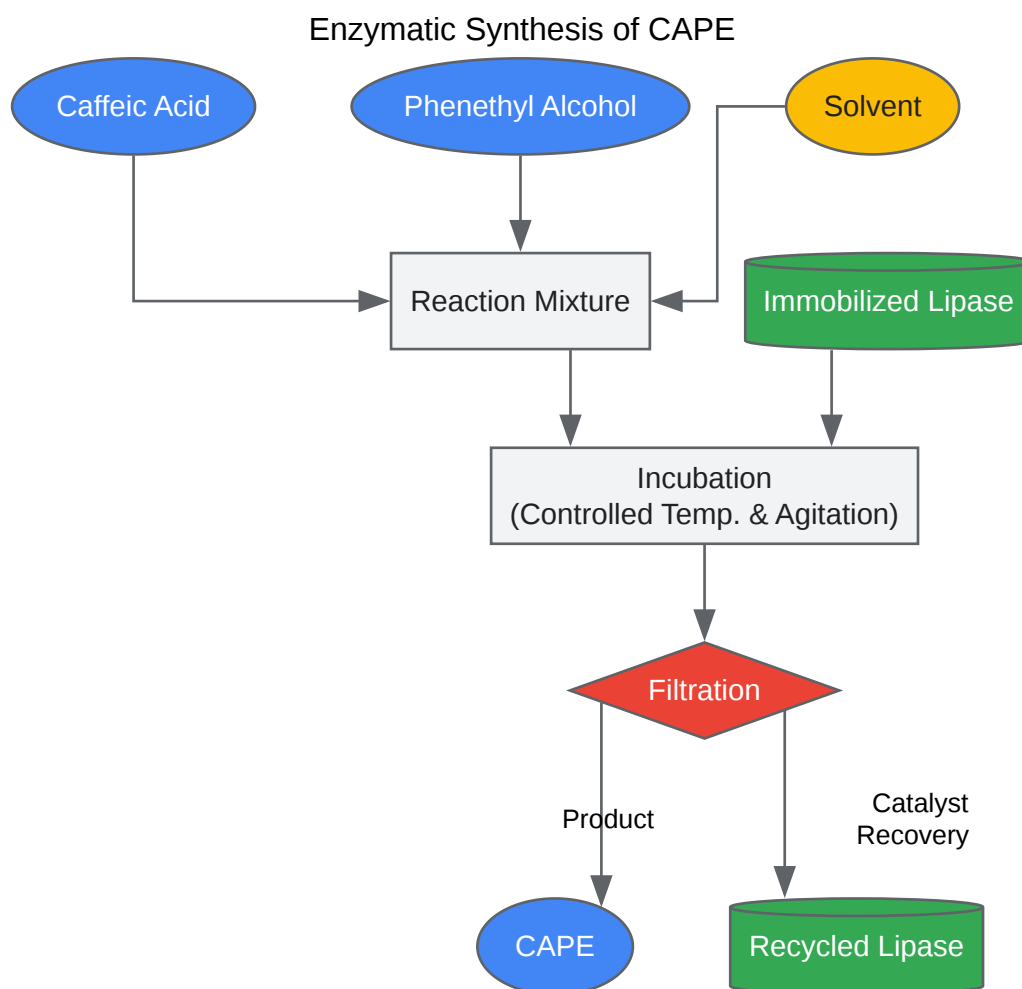 Enzymatic Synthesis of CAPE
Caffeic Acid
Phenethyl Alcohol
Solvent
Reaction Mixture
Immobilized Lipase
Incubation
(Controlled Temp. & Agitation)
Filtration
Product
Catalyst
Recovery
CAPE
Recycled Lipase